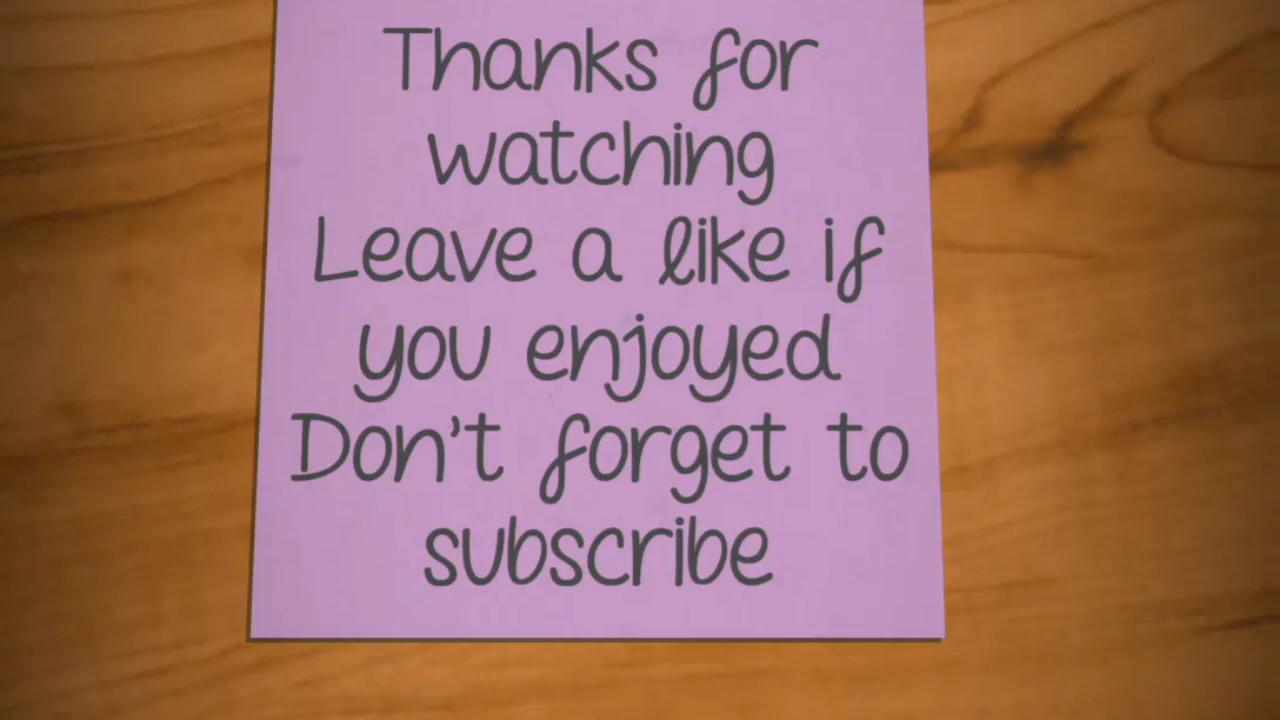 Thanks for
watching
Leave a like if
you enjoyed
Don't forget to
subscribe